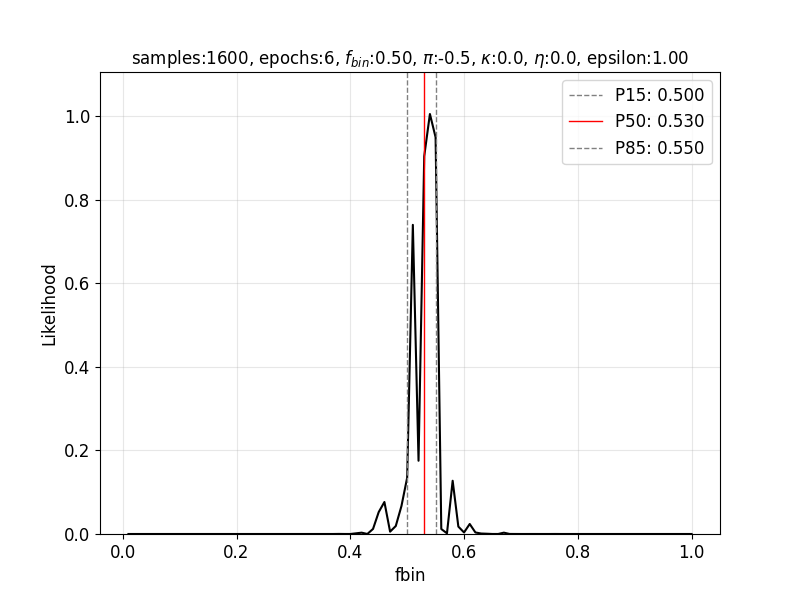 samples:1600, epochs:6, f_bin:0.50, π:-0.5, κ:0.0, η:0.0, epsilon:1.00
P15: 0.500
P50: 0.530
P85: 0.550
Likelihood
1.0
0.8
0.6
0.4
0.2
0.0
0.0 0.2 0.4 0.6 0.8 1.0
fbin